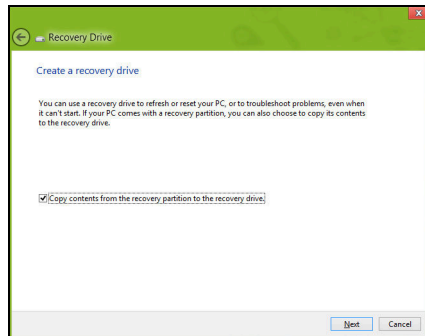 Recovery Drive
Create a recovery drive
You can use a recovery drive to refresh or reset your PC, or to troubleshoot problems, even when
it can't start. If your PC comes with a recovery partition, you can also choose to copy its contents
to the recovery drive.
Copy contents from the recovery partition to the recovery drive.
Next Cancel